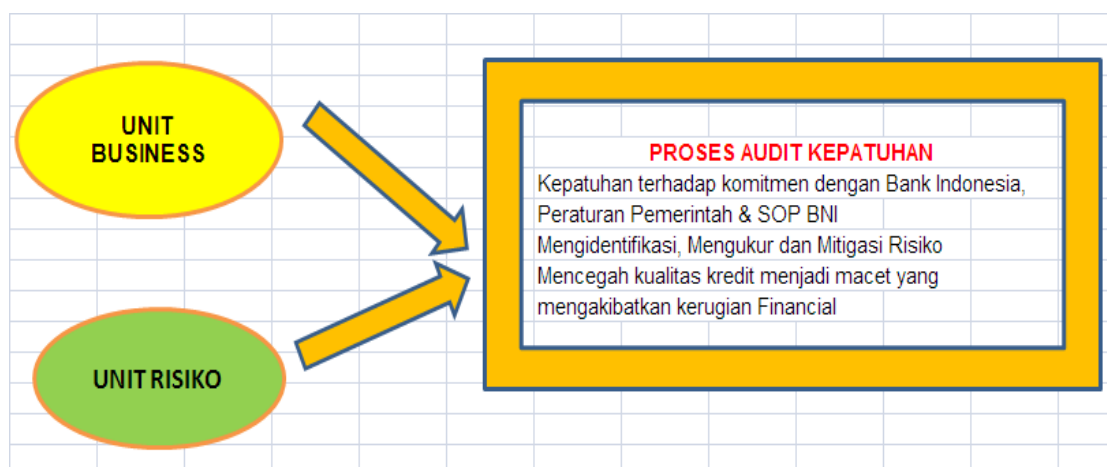 UNIT
BUSINESS
UNIT RISIKO
PROSES AUDIT KEPATUHAN
Kepatuhan terhadap komitmen dengan Bank Indonesia,
Peraturan Pemerintah & SOP BNI
Mengidentifikasi, Mengukur dan Mitigasi Risiko
Mencegah kualitas kredit menjadi macet yang
mengakibatkan kerugian Financial